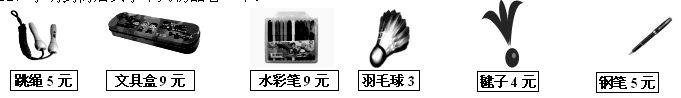 跳绳 5 元
文具盒 9 元
水彩笔 9 元
羽毛球 3
毽子 4 元
钢笔 5 元